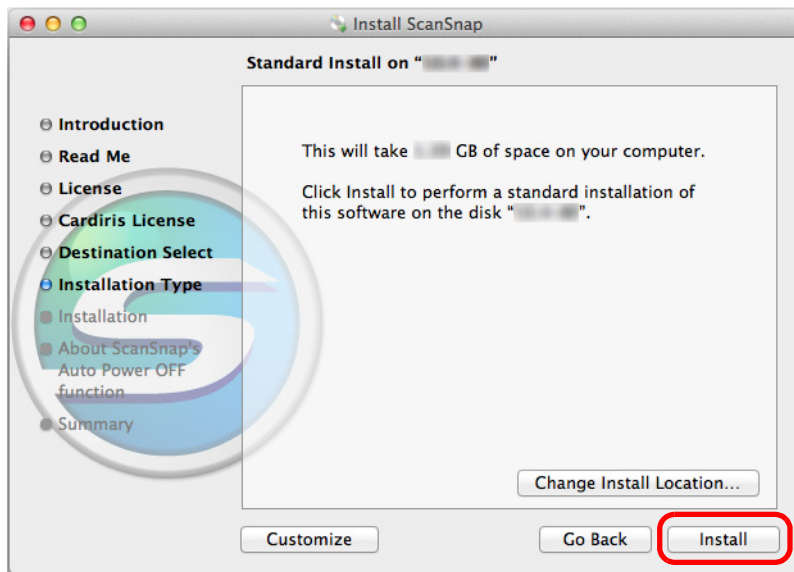 Install ScanSnap
Standard Install on " "
Introduction
Read Me
License
Cardiris License
Destination Select
Installation Type
Installation
About ScanSnap's
Auto Power OFF
function
Summary
This will take GB of space on your computer.
Click Install to perform a standard installation of
this software on the disk " ".
Change Install Location...
Customize
Go Back
Install